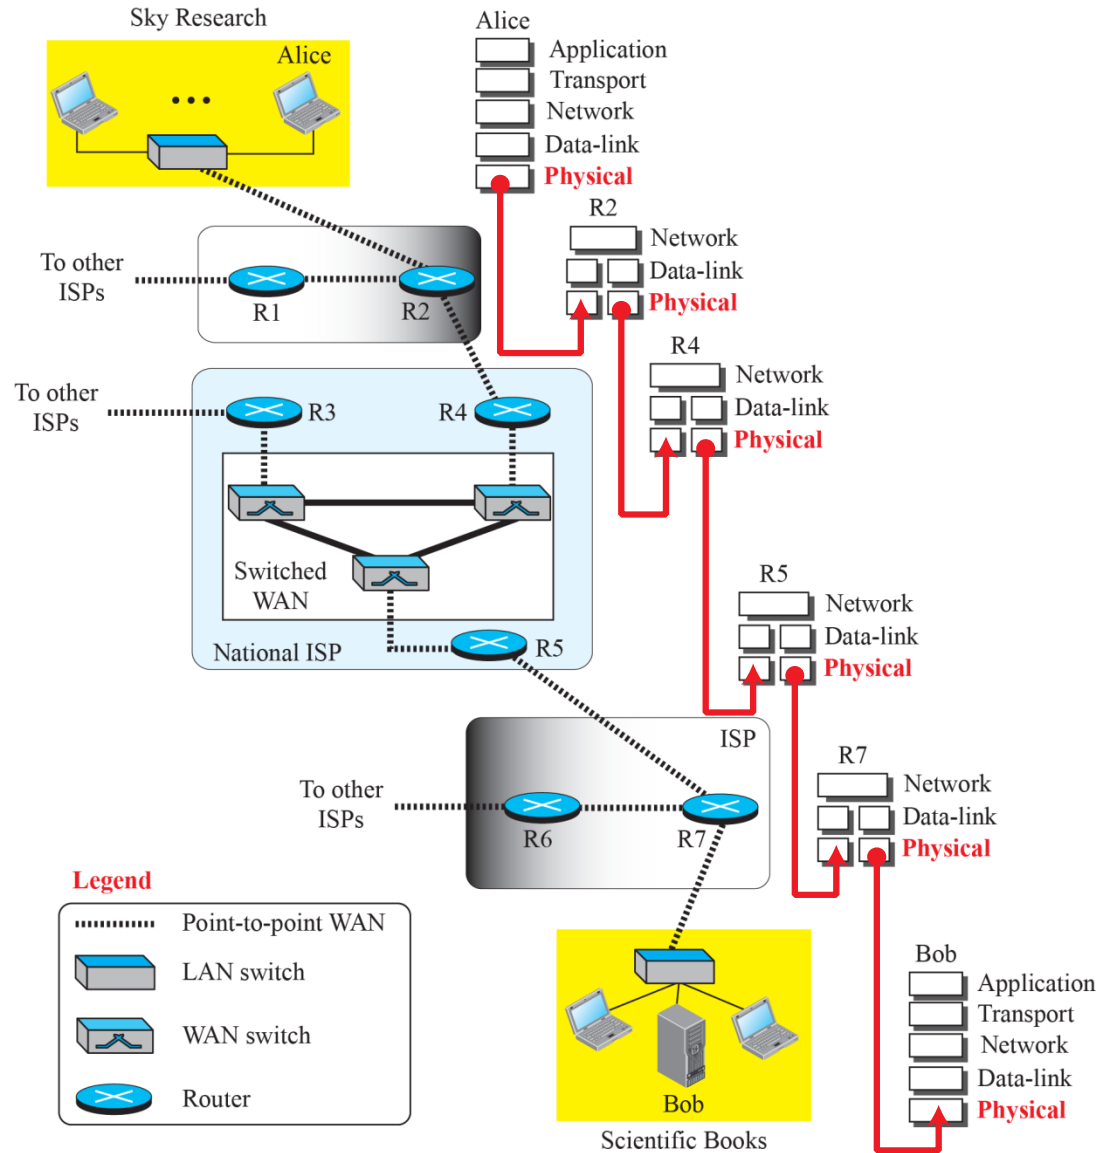 Sky Research
Alice
Alice
Application
Transport
Network
Data-link
Physical
R2
Network
Data-link
Physical
To other
ISPs
R1
R2
R4
Network
Data-link
Physical
To other
ISPs
R3
R4
Switched
WAN
National ISP
R5
R5
Network
Data-link
Physical
ISP
To other
ISPs
R6
R7
R7
Network
Data-link
Physical
Legend
Point-to-point WAN
LAN switch
WAN switch
Router
Bob
Scientific Books
Bob
Application
Transport
Network
Data-link
Physical